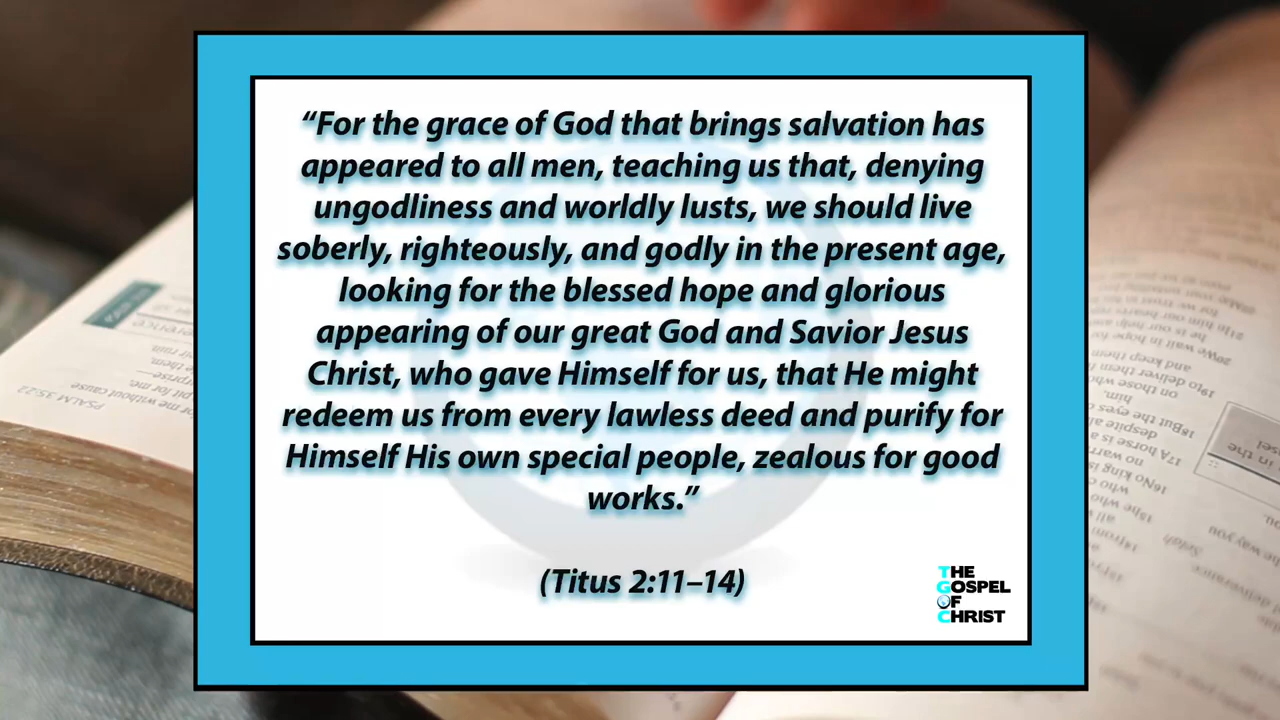 “For the grace of God that brings salvation has
appeared to all men, teaching us that, denying
ungodliness and worldly lusts, we should live
soberly, righteously, and godly in the present age,
looking for the blessed hope and glorious
appearing of our great God and Savior Jesus
Christ, who gave Himself for us, that He might
redeem us from every lawless deed and purify for
Himself His own special people, zealous for good
works.”
(Titus 2:11–14)
THE
GOSPEL
OF
CHRIST
PSALM 35:22